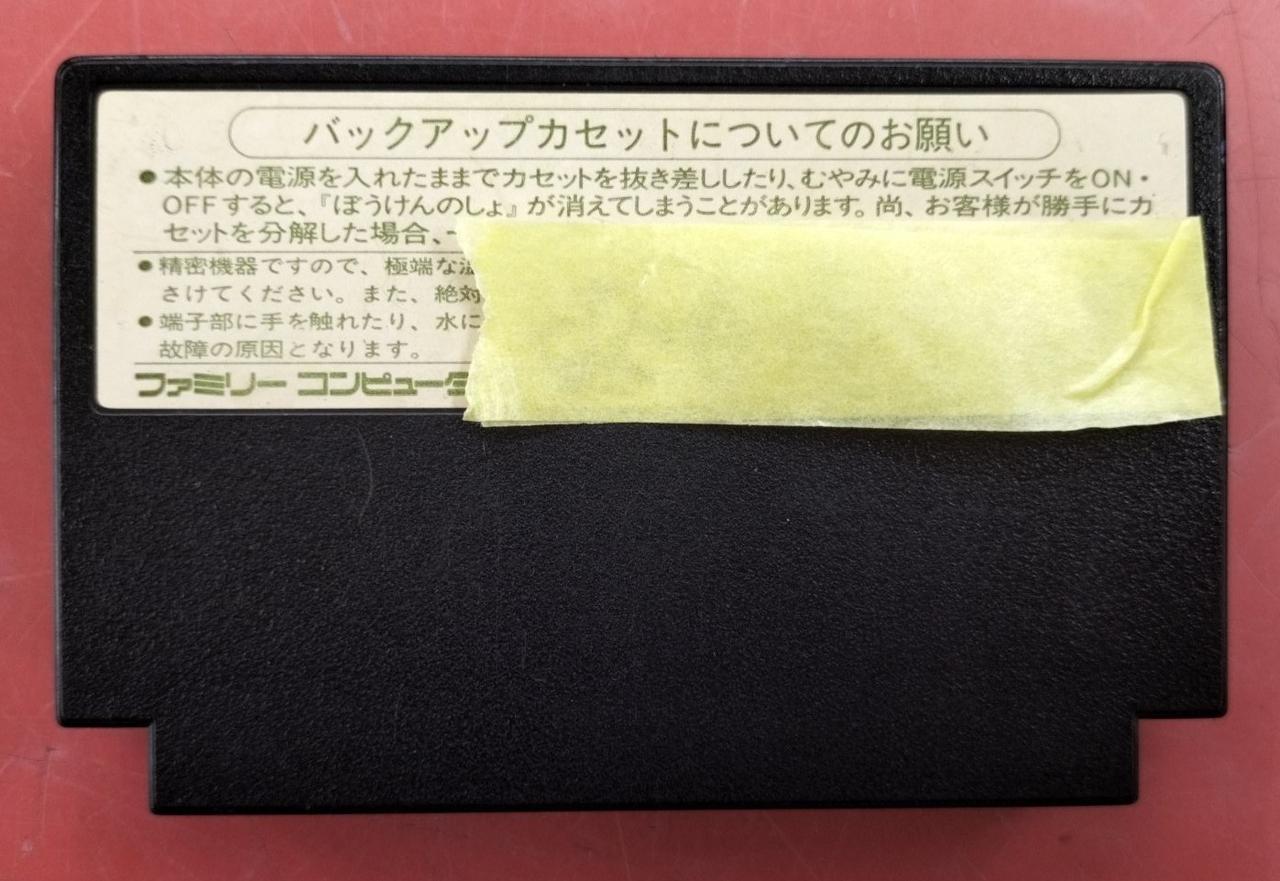 バックアップカセットについてのお願い
●本体の電源を入れたままでカセットを抜き差ししたり、むやみに電源スイッチをON・
OFFすると、『ぼうけんのしょ』が消えてしまうことがあります。尚、お客様が勝手にカ
セットを分解した場合、
●精密機器ですので、極端な
さけてください。また、絶対
●端子部に手を触れたり、水に
故障の原因となります。
ファミリー コンピュータ